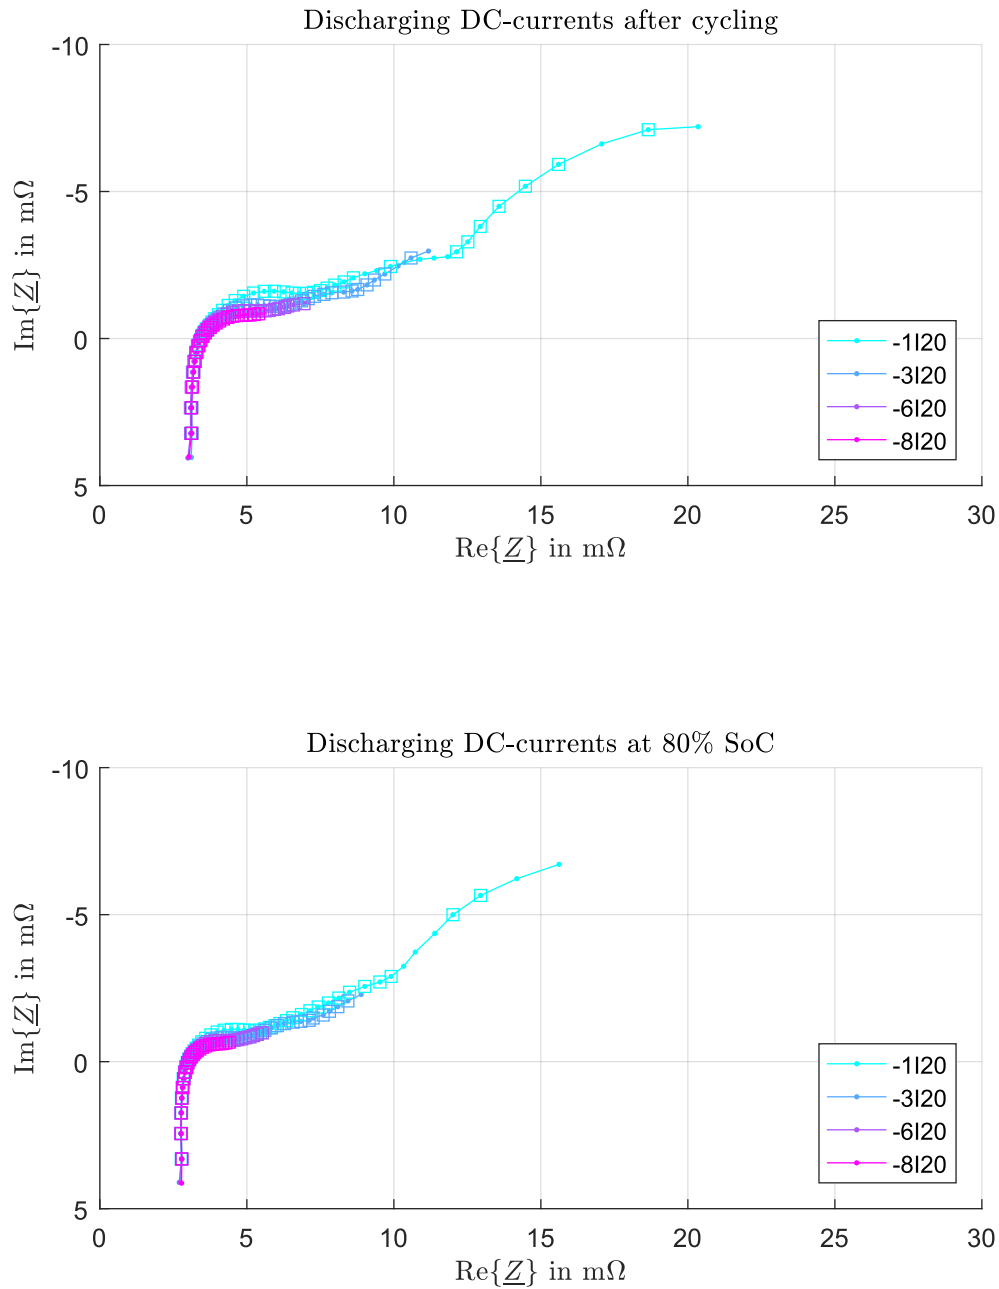 Discharging DC-currents after cycling
-10
-5
0
5
Im{Z} in mΩ
0 5 10 15 20 25 30
Re{Z} in mΩ
-1I20
-3I20
-6I20
-8I20
Discharging DC-currents at 80% SoC
-10
-5
0
5
Im{Z} in mΩ
0 5 10 15 20 25 30
Re{Z} in mΩ
-1I20
-3I20
-6I20
-8I20